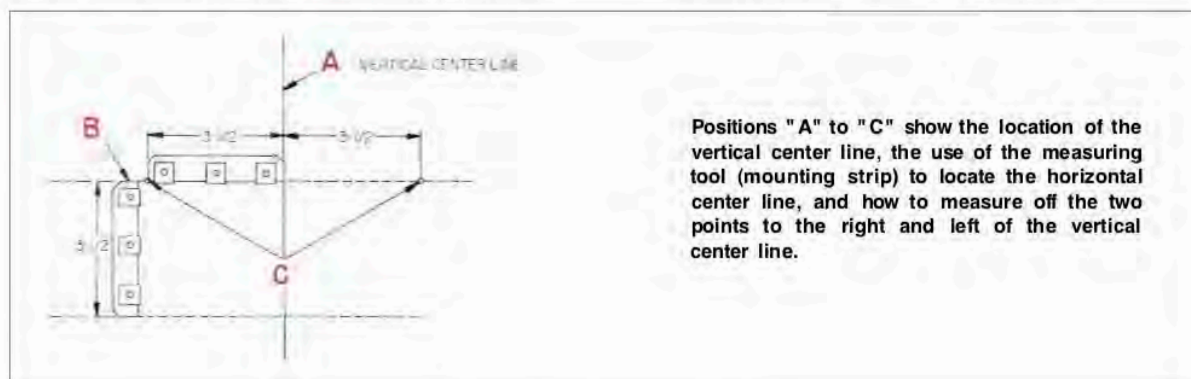 A VERTICAL CENTER LINE
B
3 1/2
3 1/2
3 1/2
C
Positions "A" to "C" show the location of the
vertical center line, the use of the measuring
tool (mounting strip) to locate the horizontal
center line, and how to measure off the two
points to the right and left of the vertical
center line.